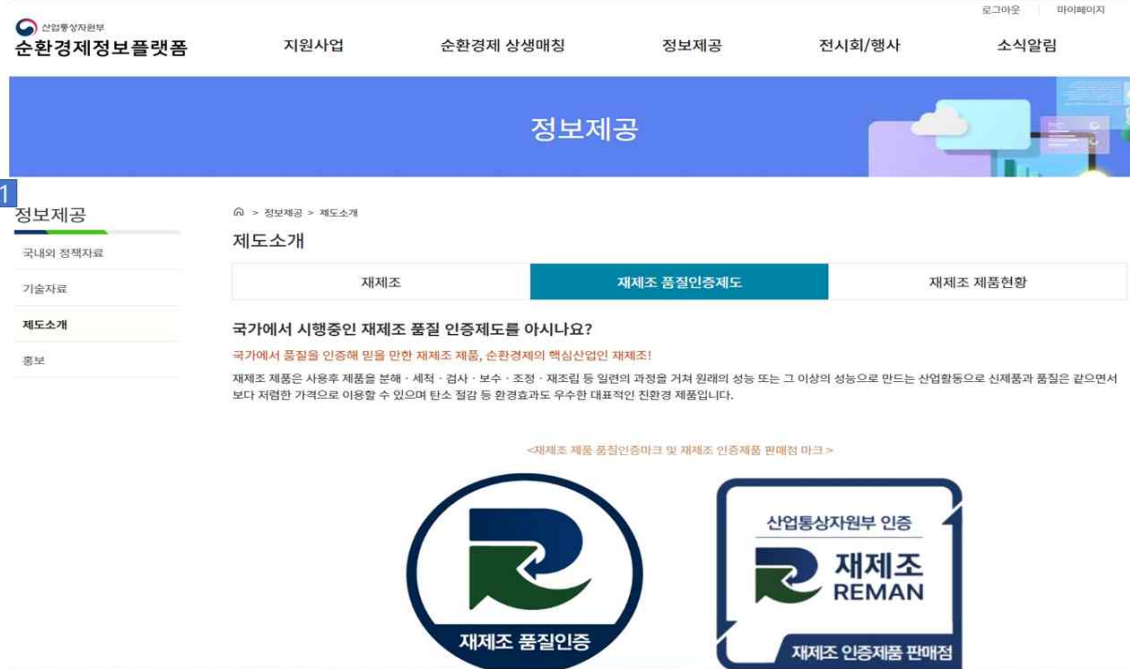 로그아웃 마이페이지
산업통상자원부
순환경제정보플랫폼 지원사업 순환경제 상생매칭 정보제공 전시회/행사 소식알림
정보제공
1
정보제공
국내외 정책자료
기술자료
제도소개
홍보
> 정보제공 > 제도소개
제도소개
재제조 재제조 품질인증제도 재제조 제품현황
국가에서 시행중인 재제조 품질 인증제도를 아시나요?
국가에서 품질을 인증해 믿을 만한 재제조 제품, 순환경제의 핵심산업인 재제조!
재제조 제품은 사용후 제품을 분해 · 세척 · 검사 · 보수 · 조정 · 재조립 등 일련의 과정을 거쳐 원래의 성능 또는 그 이상의 성능으로 만드는 산업활동으로 신제품과 품질은 같으면서
보다 저렴한 가격으로 이용할 수 있으며 탄소 절감 등 환경효과도 우수한 대표적인 친환경 제품입니다.
<재제조 제품 품질인증마크 및 재제조 인증제품 판매점 마크 >
재제조 품질인증
산업통상자원부 인증
재제조
REMAN
재제조 인증제품 판매점